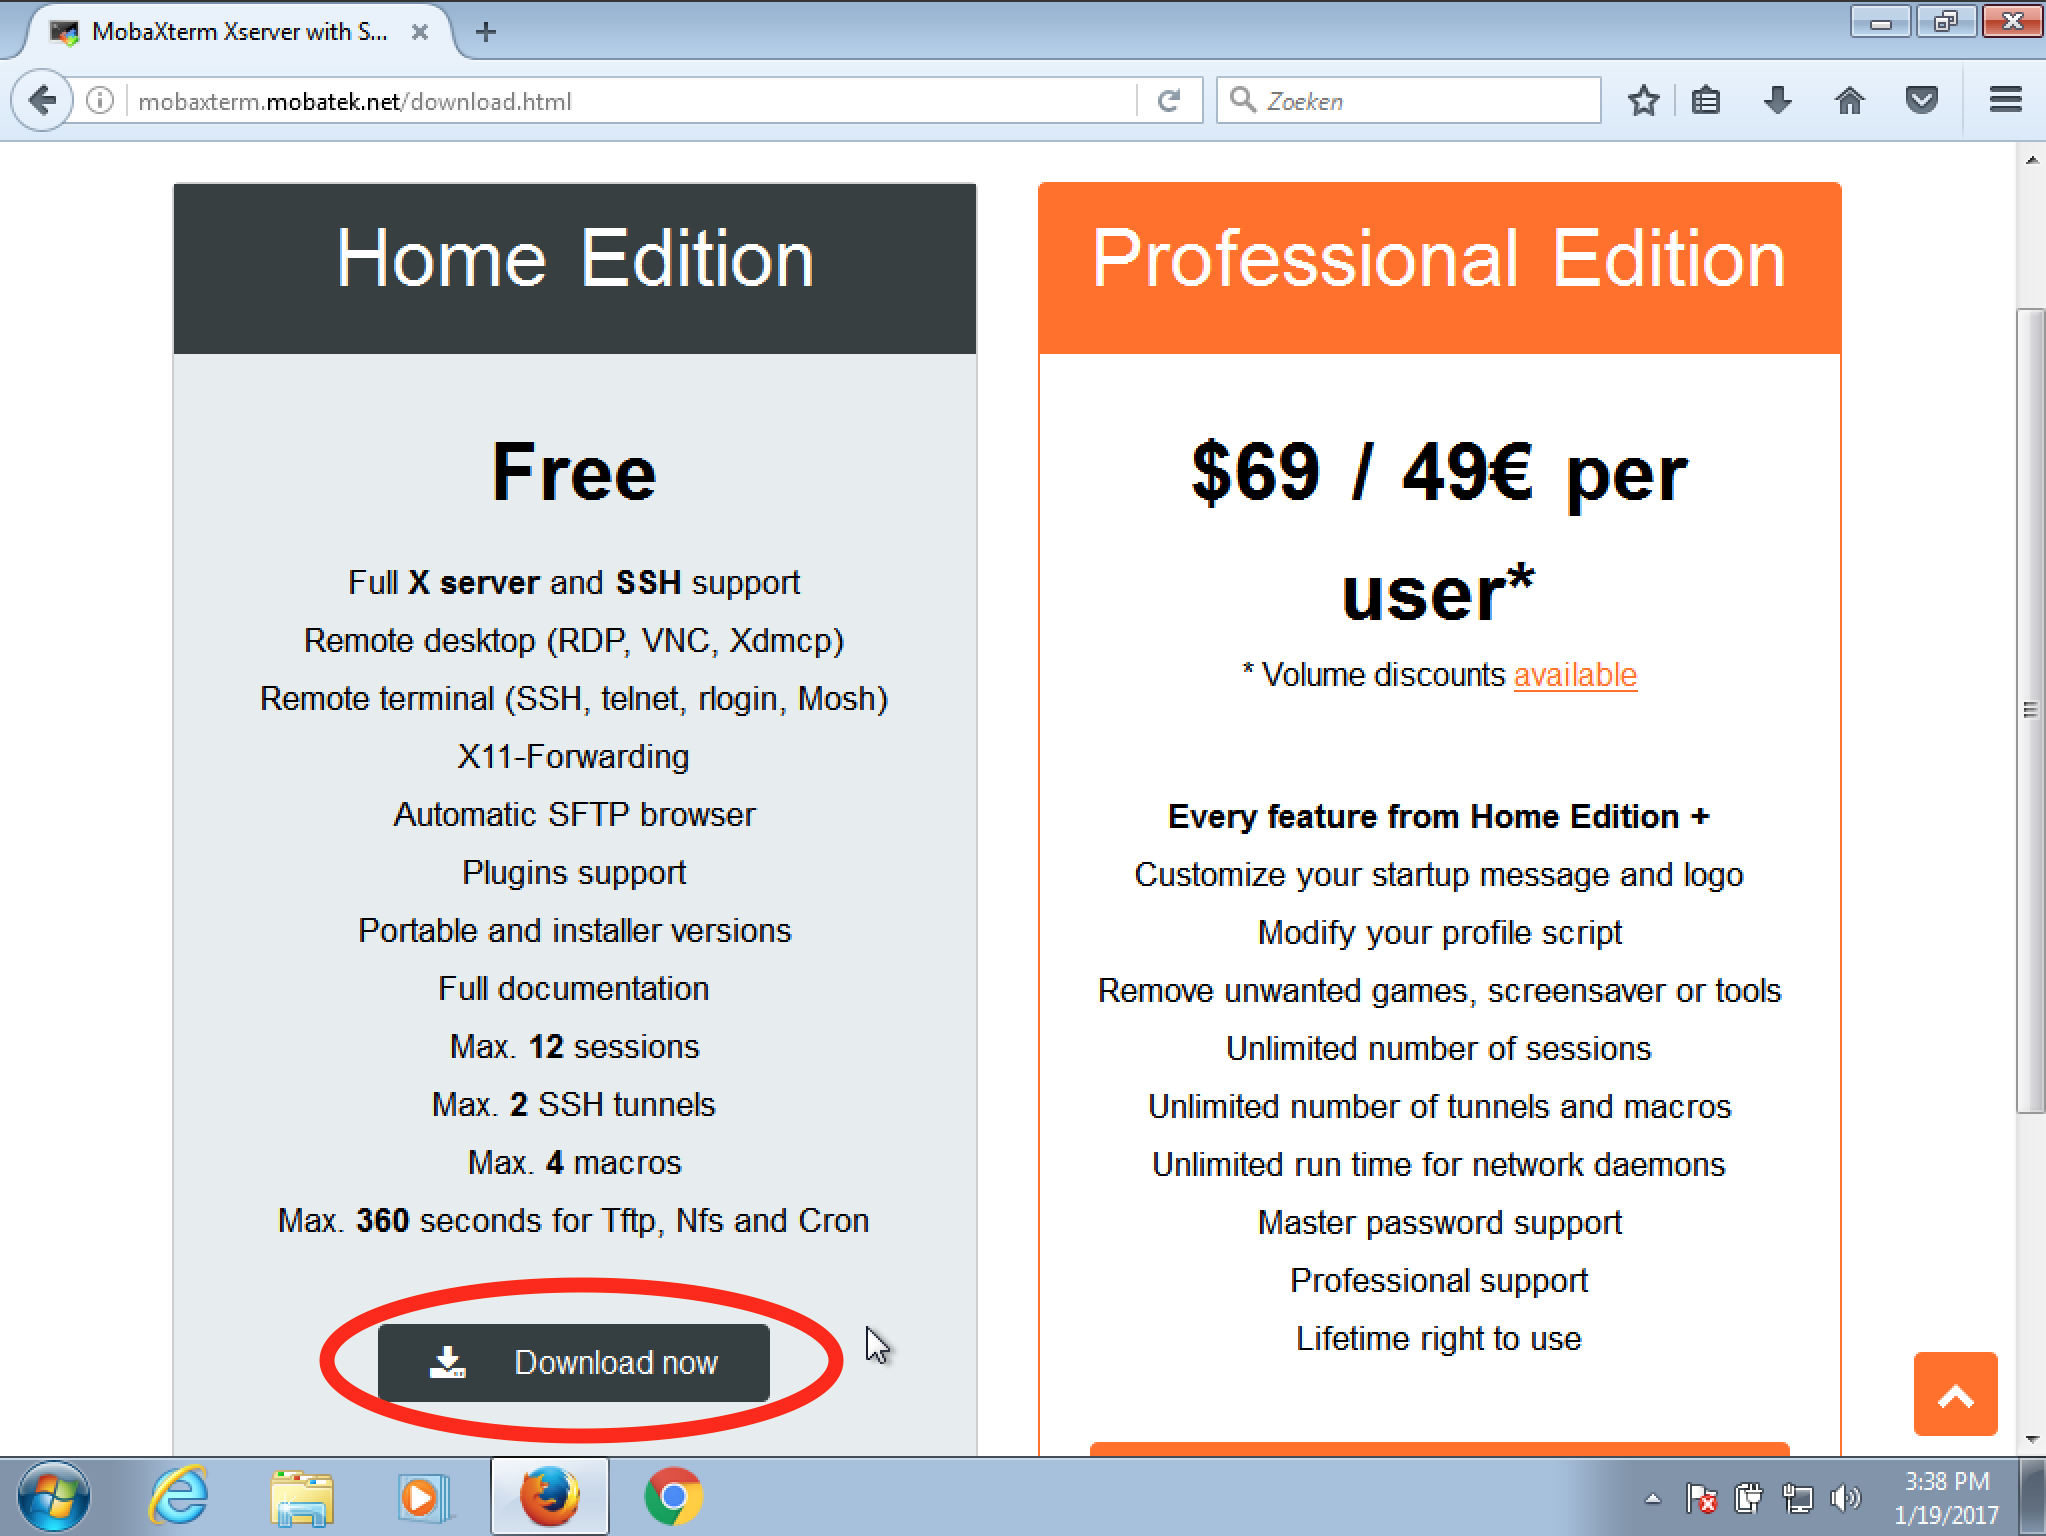 MobaXterm Xserver with S...
mobaxterm.mobatek.net/download.html
Zoeken
Home Edition
Free
Full X server and SSH support
Remote desktop (RDP, VNC, Xdmcp)
Remote terminal (SSH, telnet, rlogin, Mosh)
X11-Forwarding
Automatic SFTP browser
Plugins support
Portable and installer versions
Full documentation
Max. 12 sessions
Max. 2 SSH tunnels
Max. 4 macros
Max. 360 seconds for Tftp, Nfs and Cron
Download now
Professional Edition
$69 / 49€ per
user*
* Volume discounts available
Every feature from Home Edition +
Customize your startup message and logo
Modify your profile script
Remove unwanted games, screensaver or tools
Unlimited number of sessions
Unlimited number of tunnels and macros
Unlimited run time for network daemons
Master password support
Professional support
Lifetime right to use
3:38 PM
1/19/2017